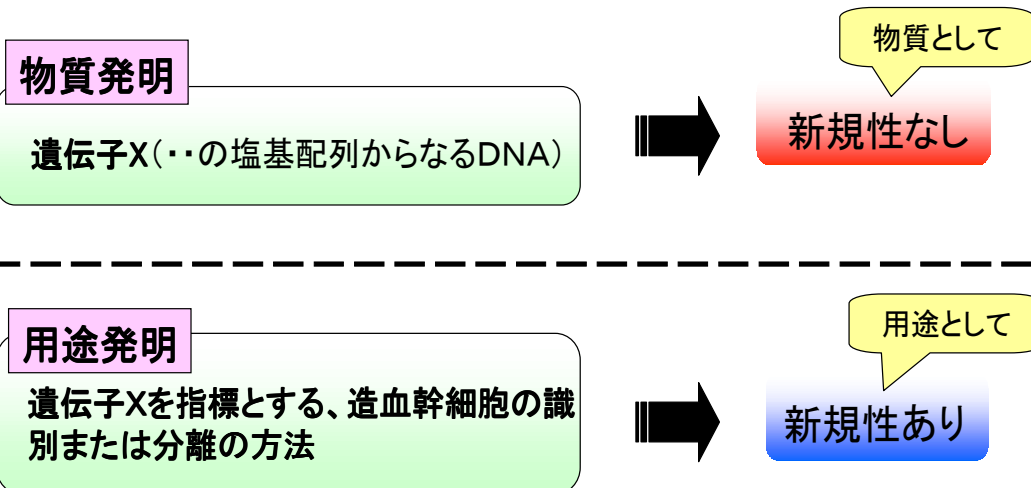 物質として
物質発明
新規性なし
遺伝子X(・・の塩基配列からなるDNA)
用途として
用途発明
遺伝子Xを指標とする、造血幹細胞の識
別または分離の方法
新規性あり